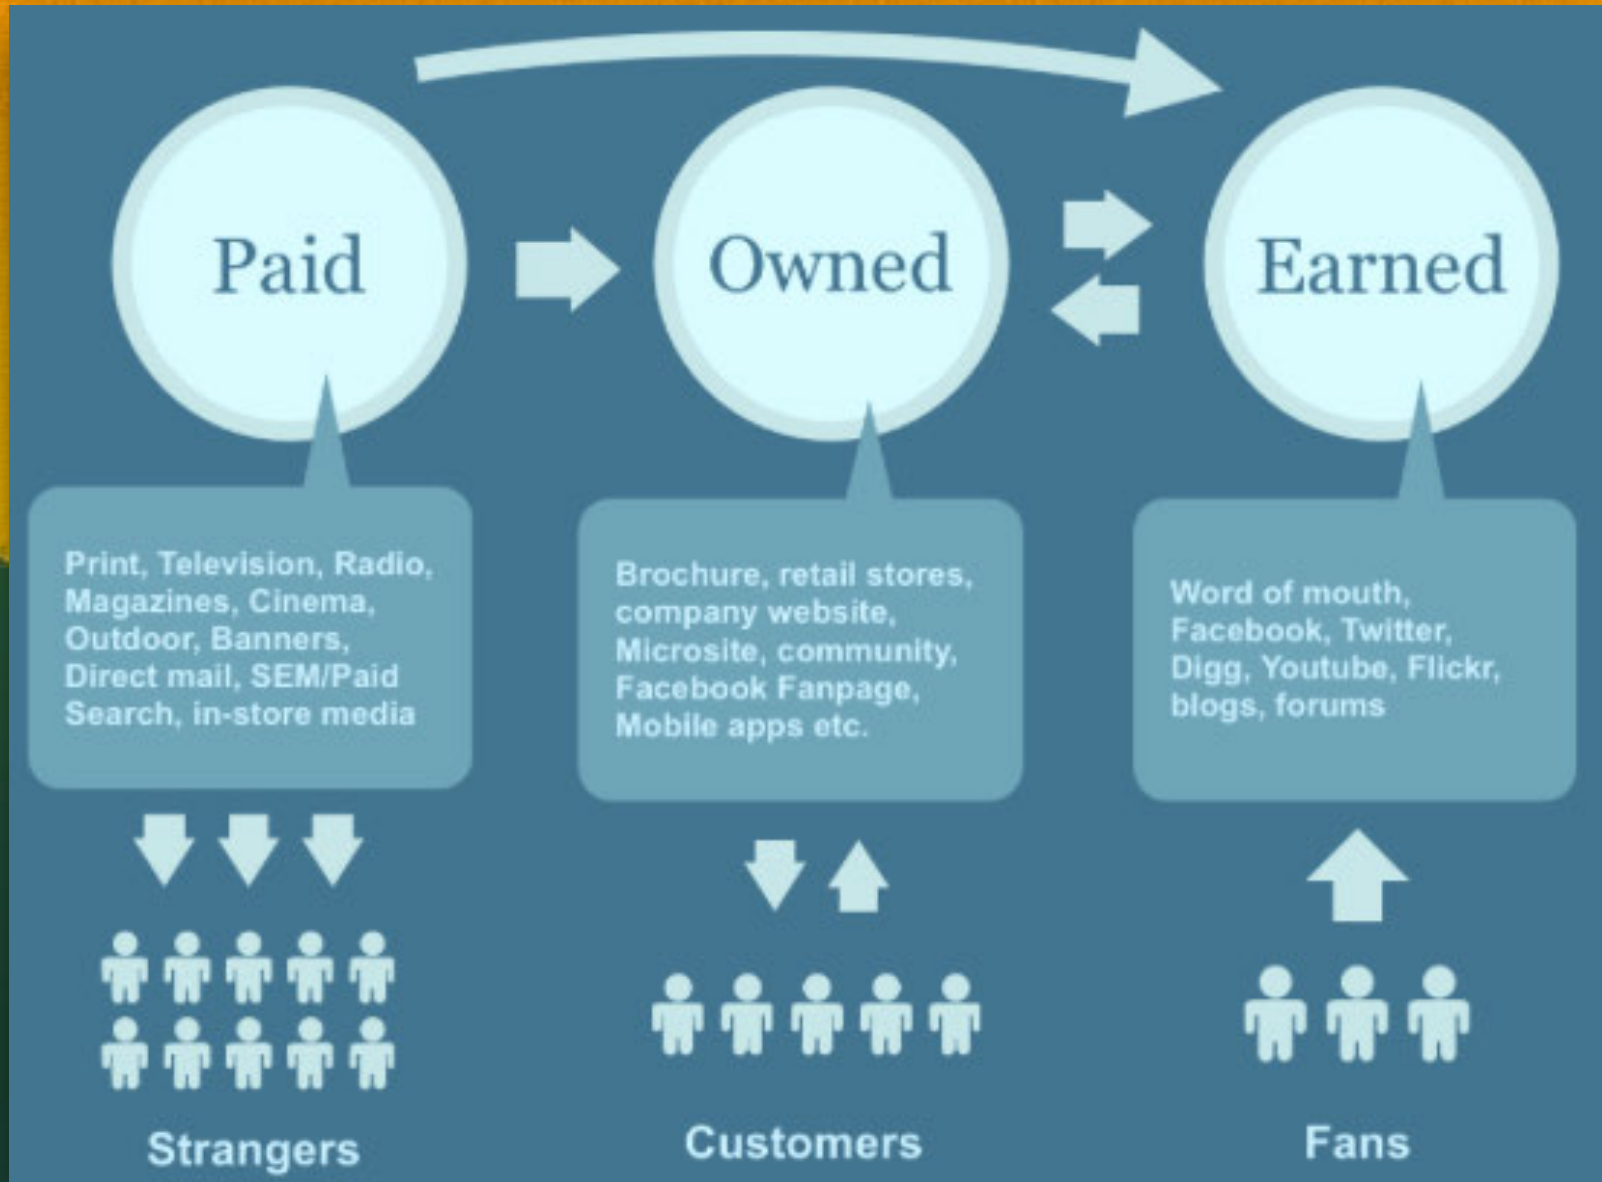 Paid
Owned
Earned
Print, Television, Radio,
Magazines, Cinema,
Outdoor, Banners,
Direct mail, SEM/Paid
Search, in-store media
Brochure, retail stores,
company website,
Microsite, community,
Facebook Fanpage,
Mobile apps etc.
Word of mouth,
Facebook, Twitter,
Digg, Youtube, Flickr,
blogs, forums
Strangers
Customers
Fans